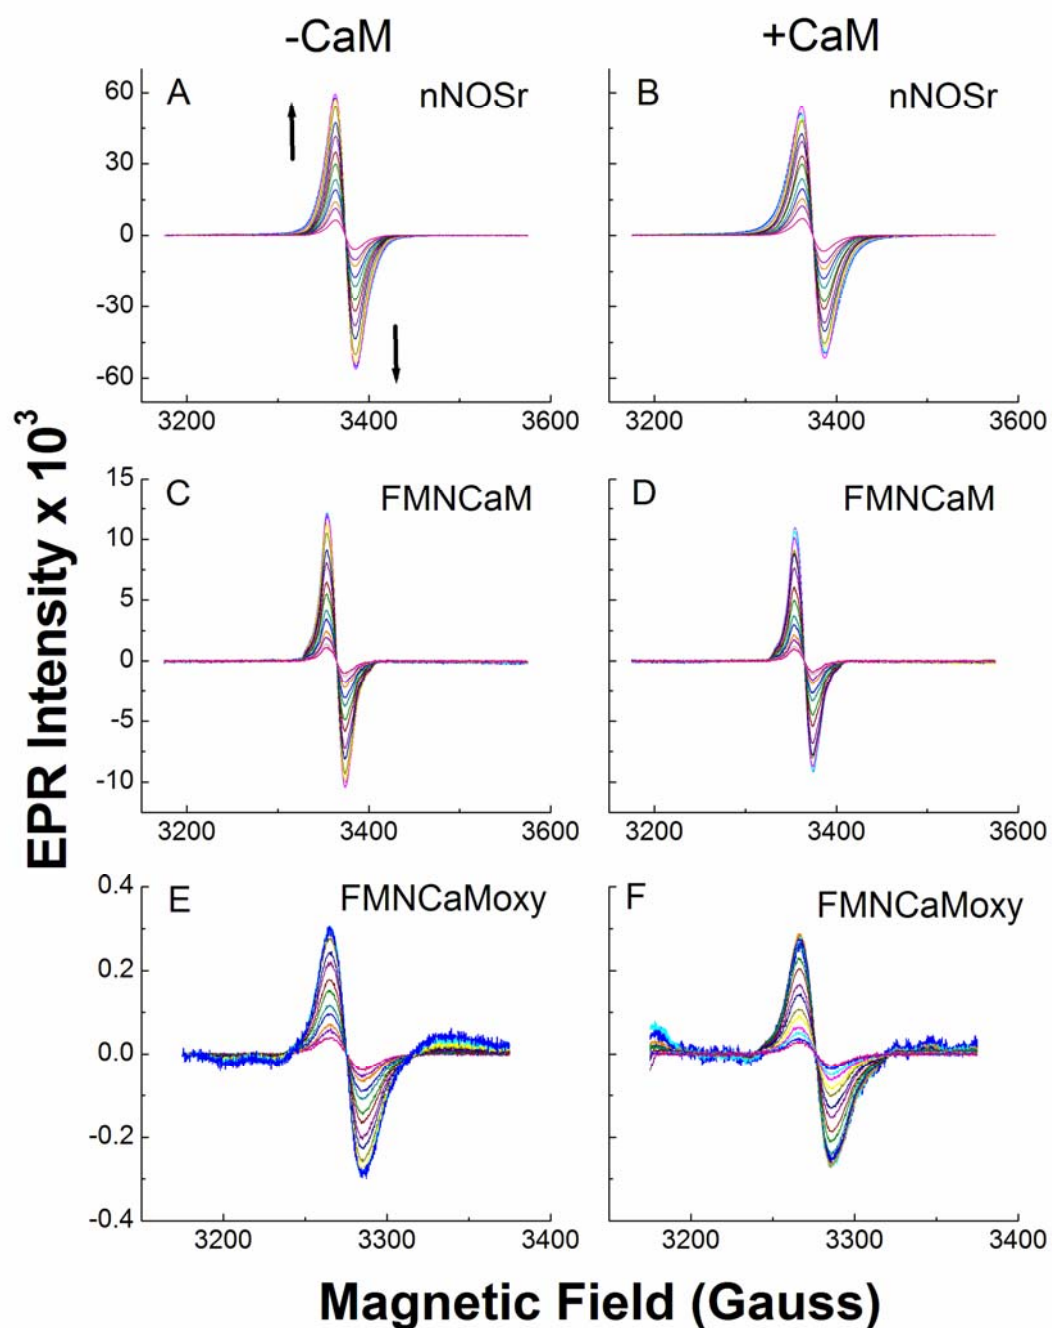 -CaM +CaM
A nNOSr B nNOSr
60
30
0
-30
-60
3200 3400 3600 3200 3400 3600
C FMNCaM D FMNCaM
15
10
5
0
-5
-10
3200 3400 3600 3200 3400 3600
E FMNCaMoxy F FMNCaMoxy
0.4
0.2
0.0
-0.2
-0.4
3200 3300 3400 3200 3300 3400
EPR Intensity x 10³
Magnetic Field (Gauss)